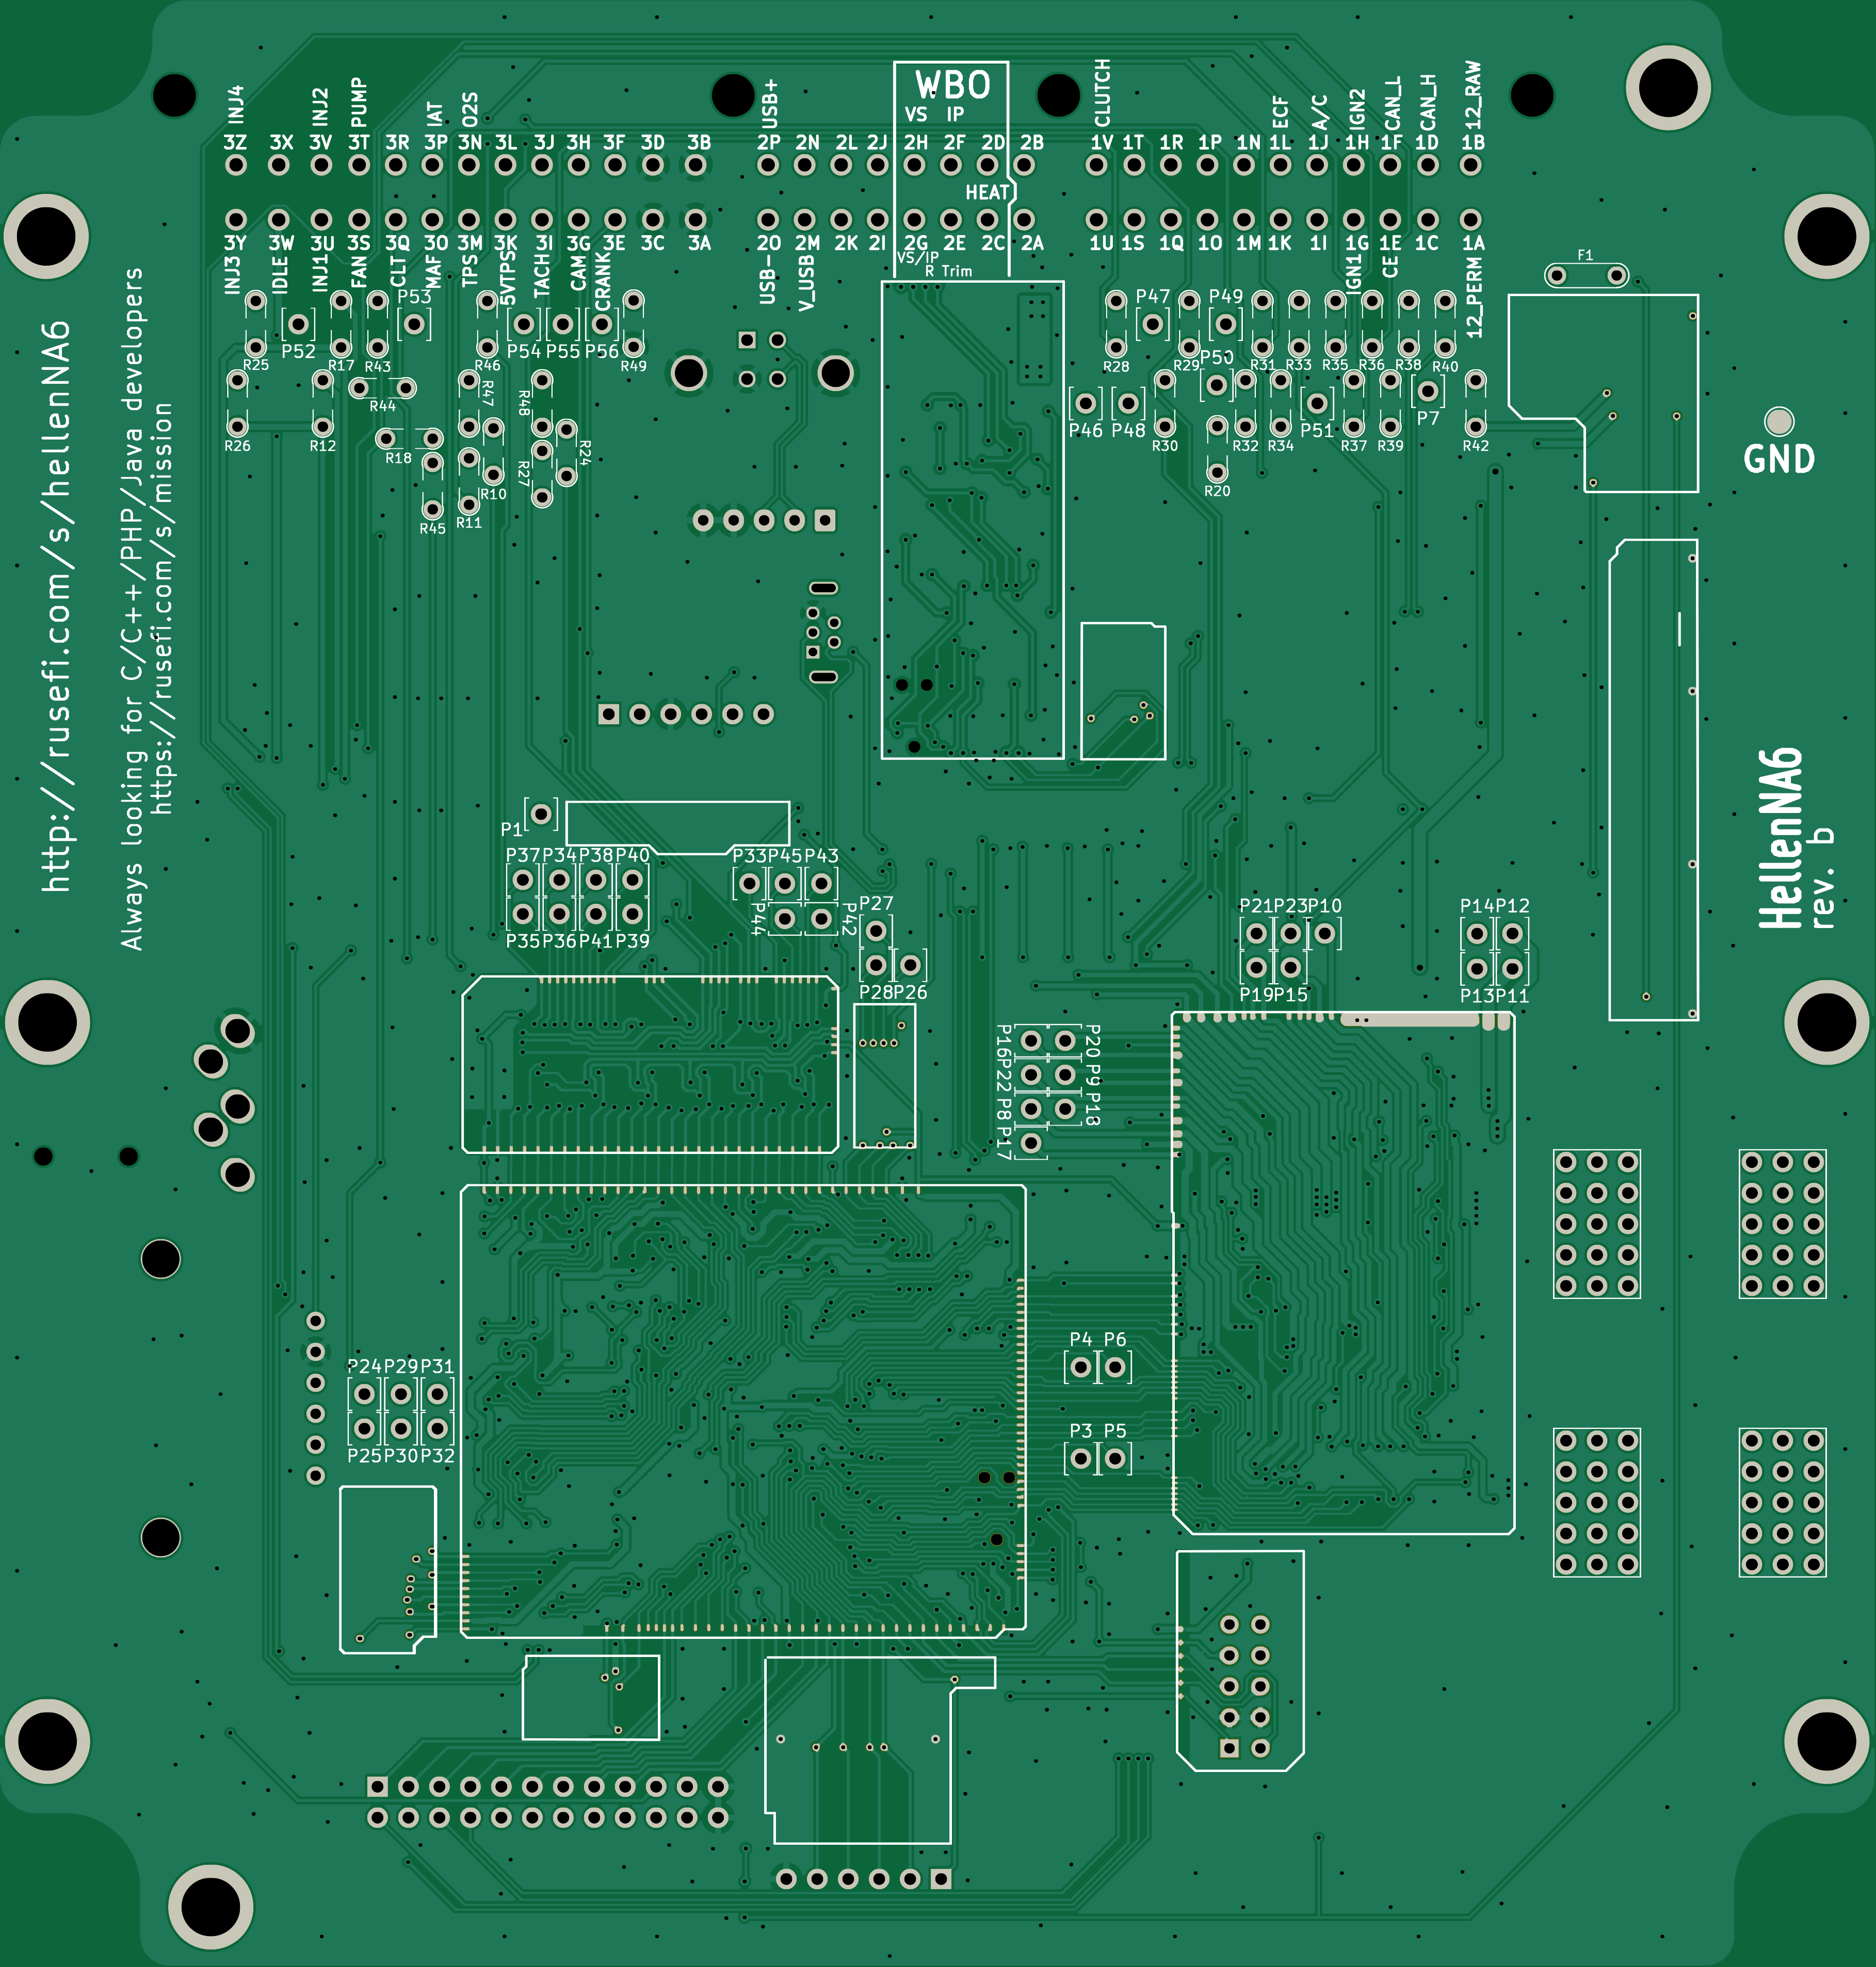 INJ4
INJ2
PUMP
IAT
O2S
USB+
WBO
VS IP
CLUTCH
ECF
A/C
IGN2
CAN_L
CAN_H
12_RAW
3Z 3X 3V 3T 3R 3P 3N 3L 3J 3H 3F 3D 3B 2P 2N 2L 2J 2H 2F 2D 2B 1V 1T 1R 1P 1N 1L 1J 1H 1F 1D 1B
HEAT
3Y 3W 3U 3S 3Q 3O 3M 3K 3I 3G 3E 3C 3A 2O 2M 2K 2I 2G 2E 2C 2A 1U 1S 1Q 1O 1M 1K 1I 1G 1E 1C 1A
INJ3
IDLE
INJ1
FAN
CLT
MAF
TPS
5VTPS
TACH
CAM
CRANK
USB-
V_USB
VS/IP
R Trim
IGN1
CE
12_PERM
F1
P53 P47 P49
P52 P54 P55 P56
R25 R17 R43 R46 R49 R28 R29 P50 R31 R33 R35 R36 R38 R40
R44 R47 R48
P46 P48 P51 P7
R26 R12 R18 R24 R30 R32 R34 R37 R39 R42
R27 R10 R20
R45 R11
GND
http://rusefi.com/s/hellenNA6
Always looking for C/C++/PHP/Java developers
https://rusefi.com/s/mission
HellenNA6
rev. b
P1
P37 P34 P38 P40 P33 P45 P43
P44 P42 P27
P35 P36 P41 P39
P28 P26
P21 P23 P10 P14 P12
P19 P15 P13 P11
P16 P20
P22 P9
P8 P18
P17
P4 P6
P24 P29 P31
P3 P5
P25 P30 P32